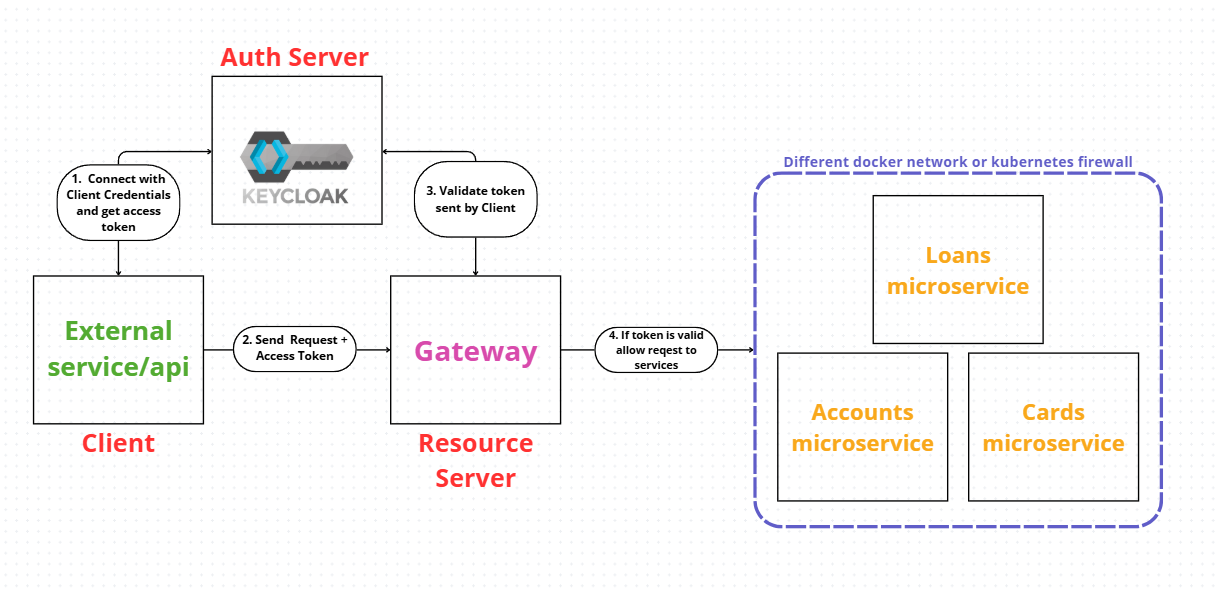 Auth Server
KEYCLOAK
1. Connect with
Client Credentials
and get access
token
3. Validate token
sent by Client
External
service/api
Client
2. Send Request +
Access Token
Gateway
Resource
Server
4. If token is valid
allow reqest to
services
Different docker network or kubernetes firewall
Loans
microservice
Accounts
microservice
Cards
microservice